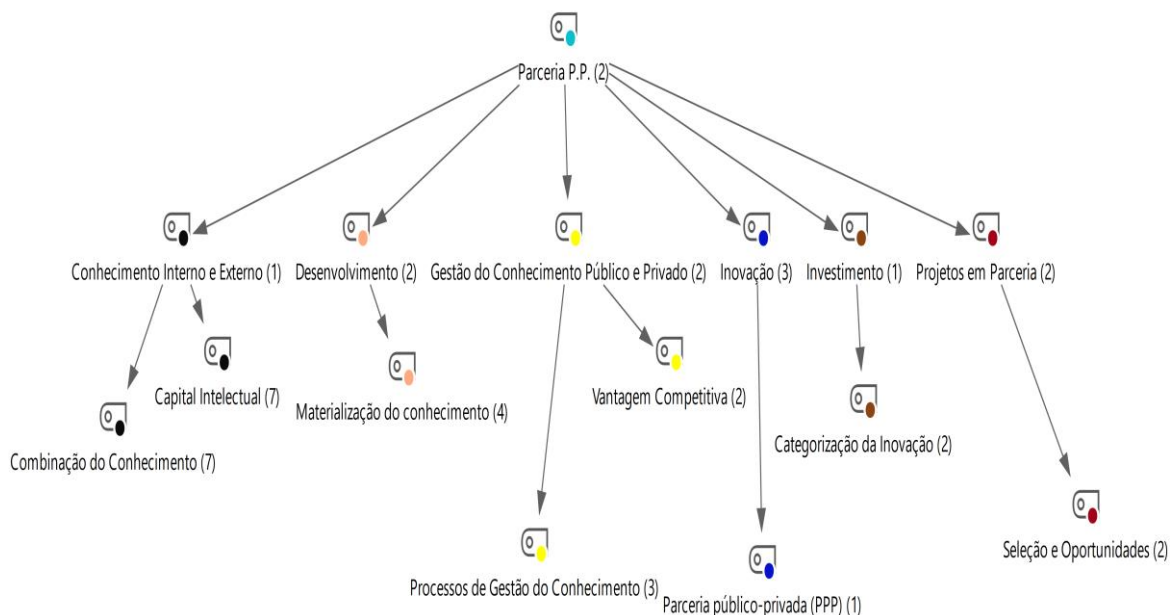 Parceria P.P. (2)
Conhecimento Interno e Externo (1)
Desenvolvimento (2)
Gestão do Conhecimento Público e Privado (2)
Inovação (3)
Investimento (1)
Projetos em Parceria (2)
Capital Intelectual (7)
Materialização do conhecimento (4)
Vantagem Competitiva (2)
Categorização da Inovação (2)
Combinação do Conhecimento (7)
Seleção e Oportunidades (2)
Processos de Gestão do Conhecimento (3)
Parceria público-privada (PPP) (1)